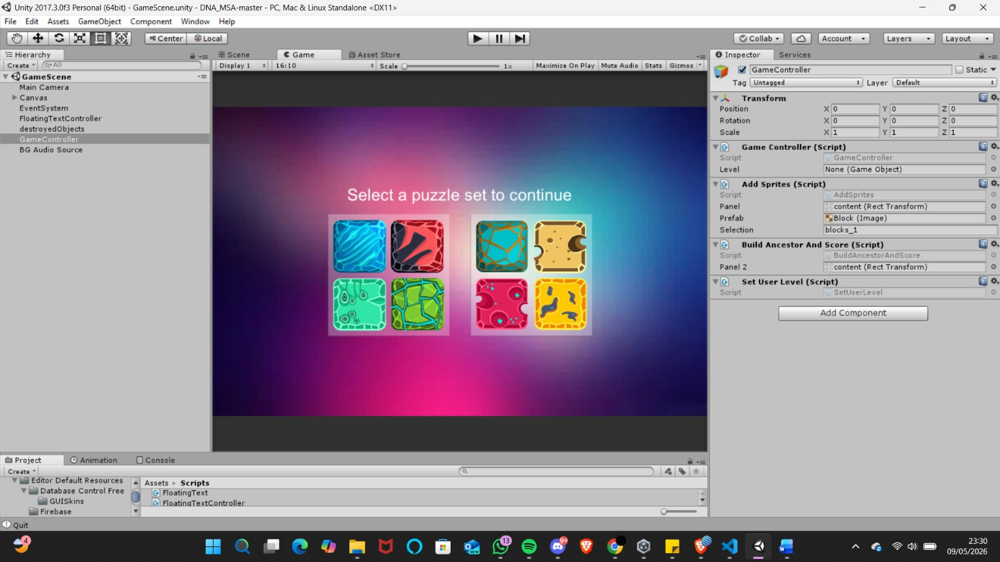 Unity 2017.3.0f3 Personal (64bit) - GameScene.unity - DNA_MSA-master - PC, Mac & Linux Standalone <DX11>
File Edit Assets GameObject Component Window Help
Center Local Collab Account Layers Layout
Hierarchy
Create All
GameScene
Main Camera
Canvas
EventSystem
FloatingTextController
destroyedObjects
GameController
BG Audio Source
Scene Game Asset Store
Display 1 16:10 Scale 1x Maximize On Play Mute Audio Stats Gizmos
Select a puzzle set to continue
Inspector Services
GameController Static
Tag Untagged Layer Default
Transform
Position X 0 Y 0 Z 0
Rotation X 0 Y 0 Z 0
Scale X 1 Y 1 Z 1
Game Controller (Script)
Script GameController
Level None (Game Object)
Add Sprites (Script)
Script AddSprites
Panel content (Rect Transform)
Prefab Block (Image)
Selection blocks_1
Build Ancestor And Score (Script)
Script BuildAncestorAndScore
Panel 2 content (Rect Transform)
Set User Level (Script)
Script SetUserLevel
Add Component
Project Animation Console
Create
Editor Default Resources
Database Control Free
GUISkins
Firebase
Assets Scripts
FloatingText
FloatingTextController
Quit
4
NEW
13
9+
23:30
09/05/2026